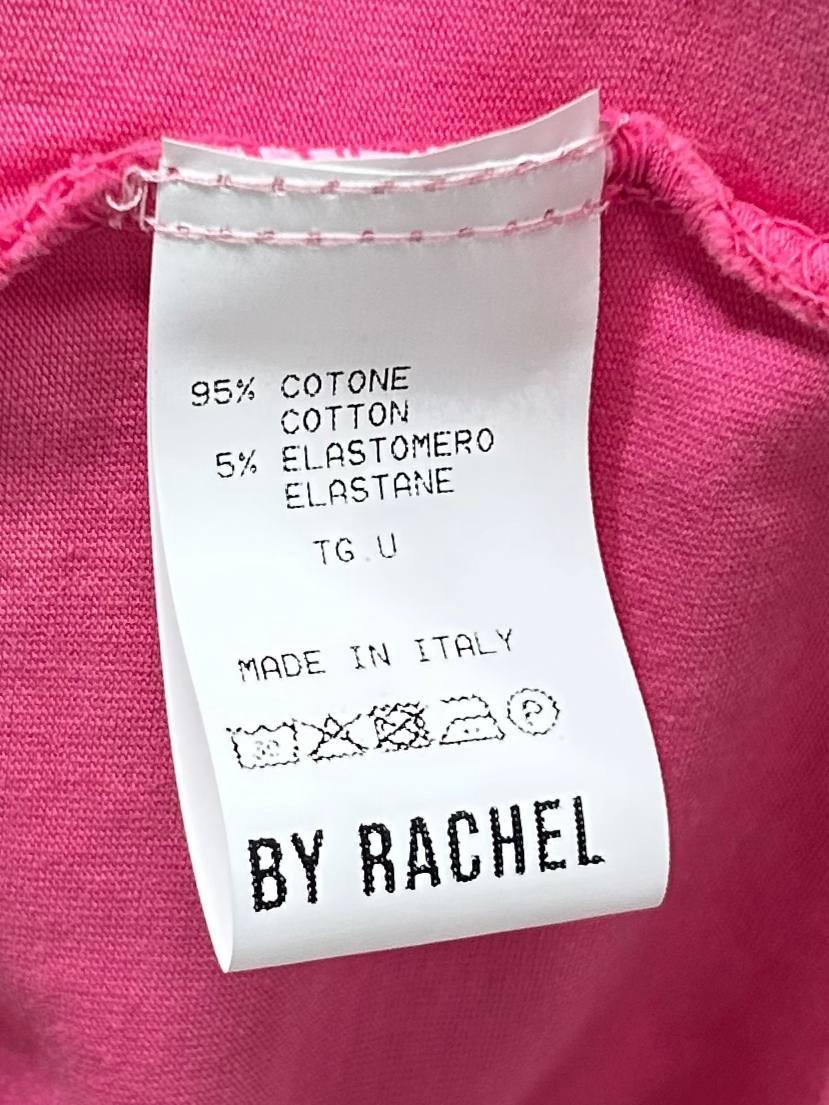 95% COTONE
COTTON
5% ELASTOMERO
ELASTANE
TG.U
MADE IN ITALY
30 P
BY RACHEL